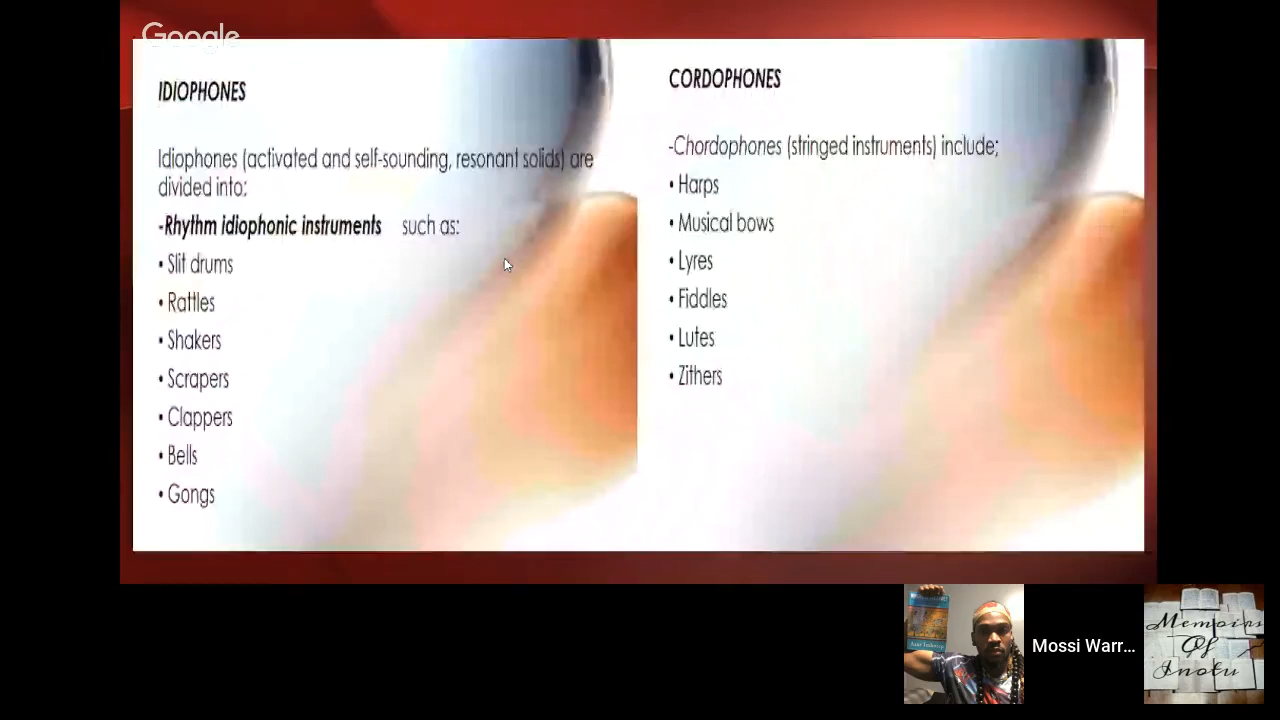 Google
IDIOPHONES
Idiophones (activated and self-sounding, resonant solids) are
divided into:
-Rhythm idiophonic instruments such as:
• Slit drums
• Rattles
• Shakers
• Scrapers
• Clappers
• Bells
• Gongs
CORDOPHONES
-Chordophones (stringed instruments) include;
• Harps
• Musical bows
• Lyres
• Fiddles
• Lutes
• Zithers
Mossi Warr...
Memoirs
Of
Inotu